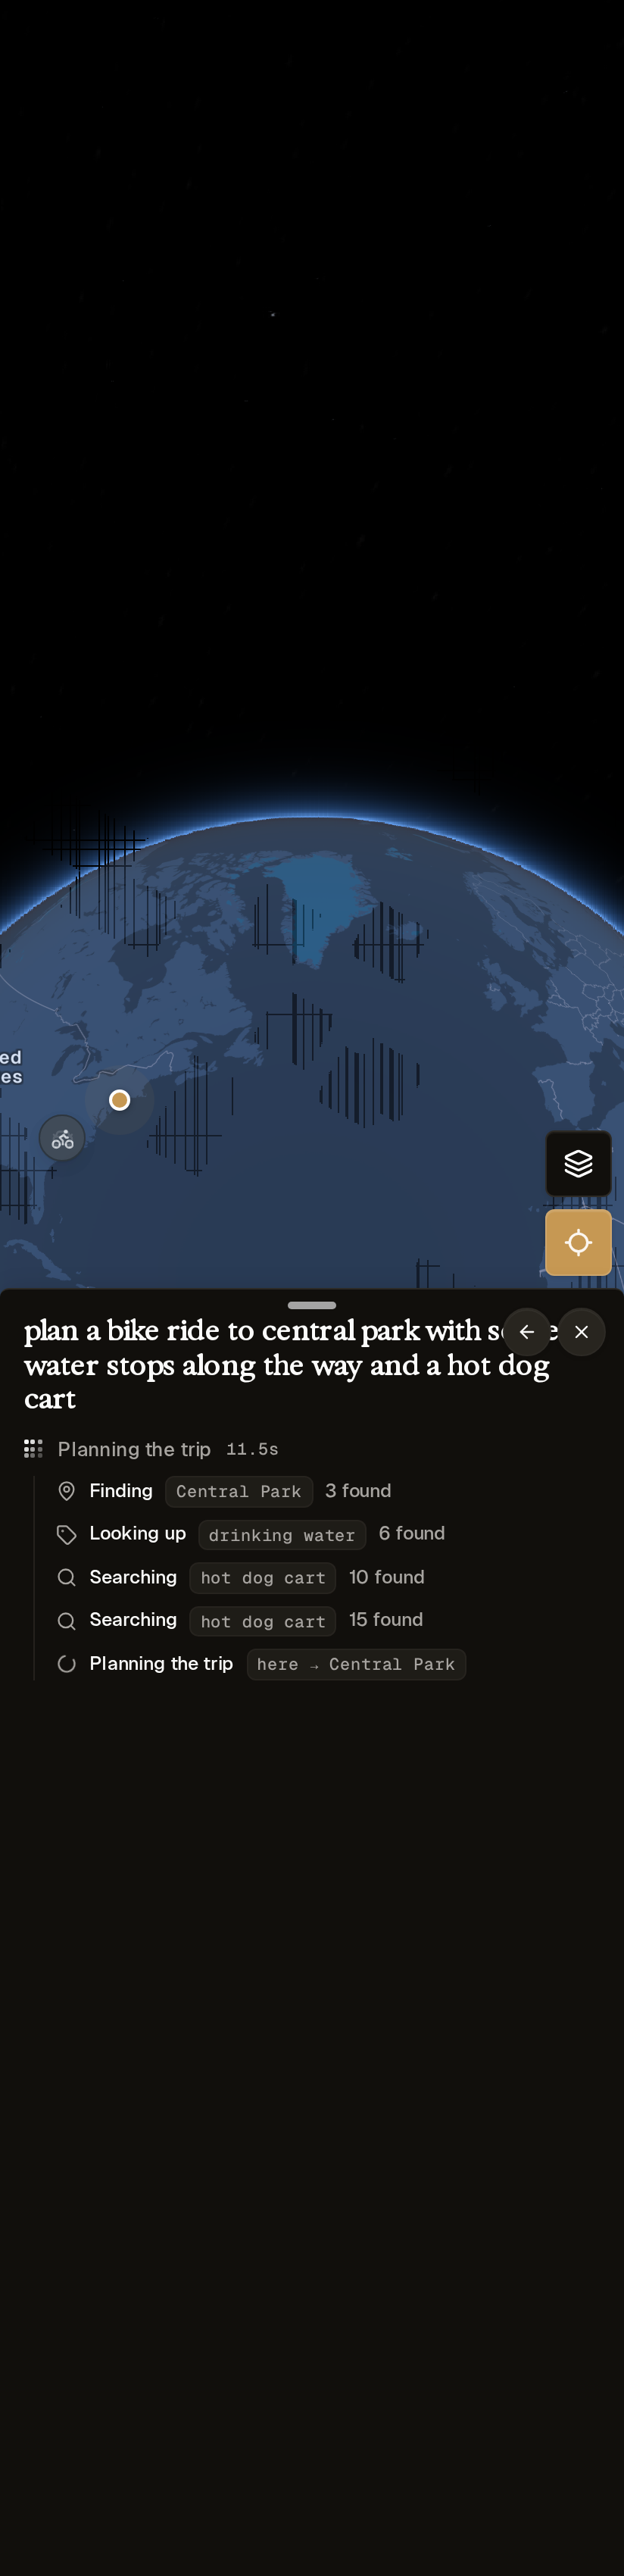 ed
es
plan a bike ride to central park with
water stops along the way and a hot dog
cart
Planning the trip 11.5s
Finding Central Park 3 found
Looking up drinking water 6 found
Searching hot dog cart 10 found
Searching hot dog cart 15 found
Planning the trip here → Central Park